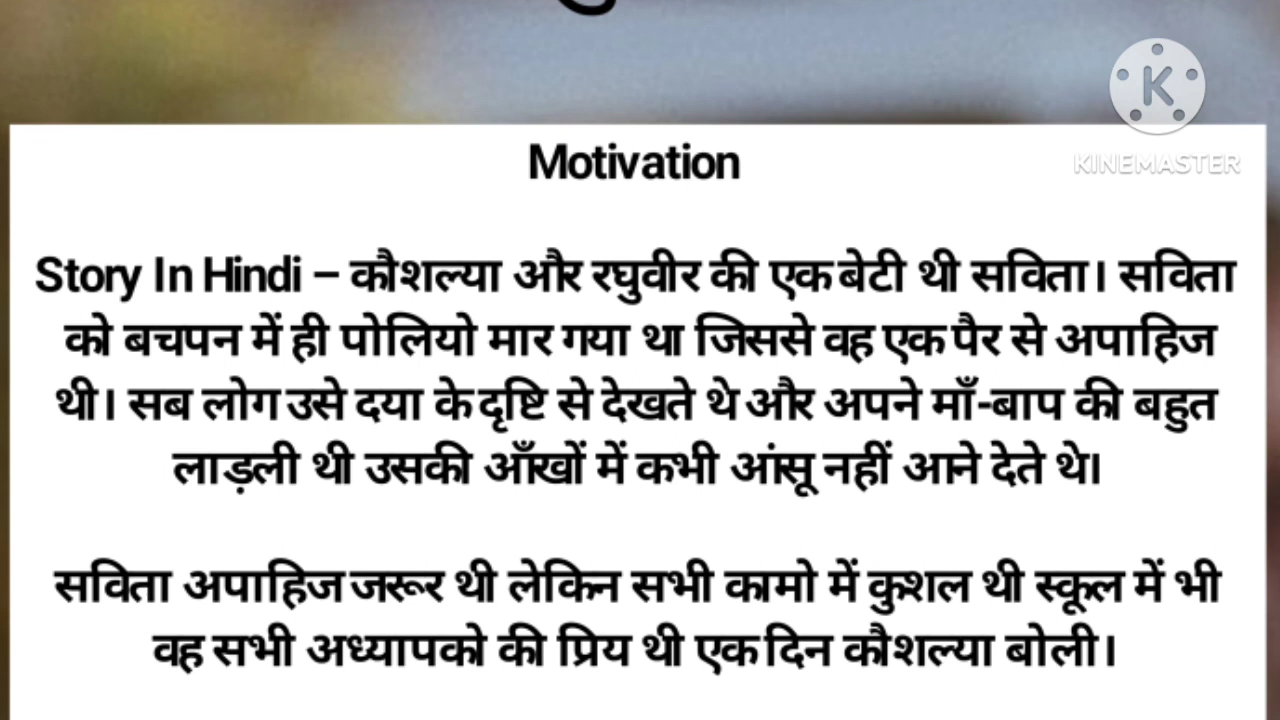 K
KINEMASTER
Motivation
Story In Hindi – कौशल्या और रघुवीर की एक बेटी थी सविता। सविता
को बचपन में ही पोलियो मार गया था जिससे वह एक पैर से अपाहिज
थी। सब लोग उसे दया के दृष्टि से देखते थे और अपने माँ-बाप की बहुत
लाड़ली थी उसकी आँखों में कभी आंसू नहीं आने देते थे।
सविता अपाहिज जरूर थी लेकिन सभी कामो में कुशल थी स्कूल में भी
वह सभी अध्यापको की प्रिय थी एक दिन कौशल्या बोली।